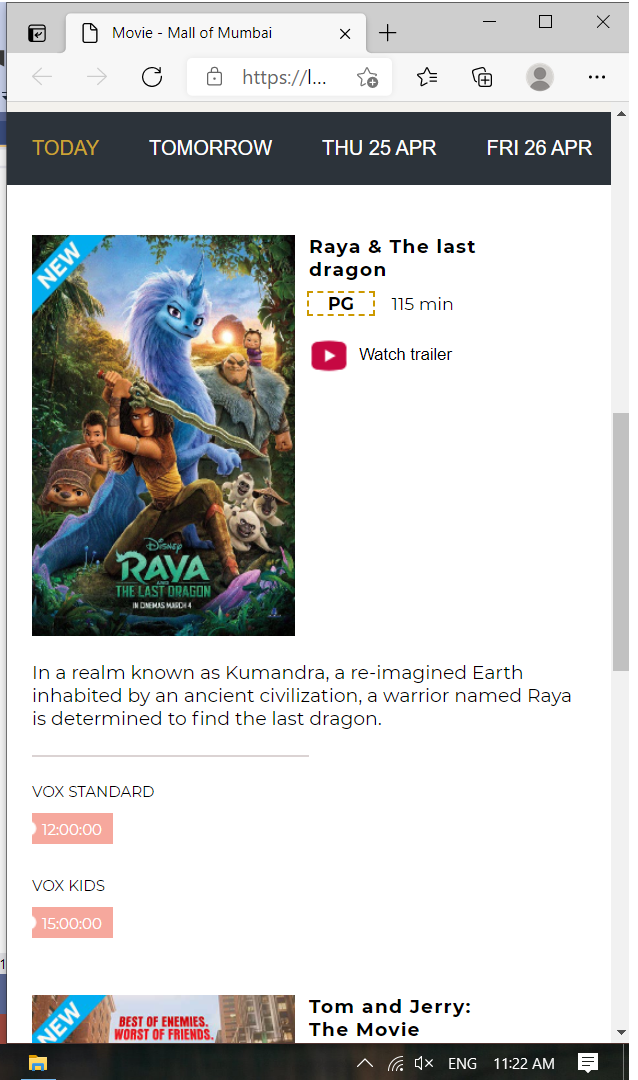 Movie - Mall of Mumbai
https://l...
TODAY TOMORROW THU 25 APR FRI 26 APR
NEW
Raya & The last
dragon
PG 115 min
Watch trailer
Disney
RAYA
AND
THE LAST DRAGON
IN CINEMAS MARCH 4
In a realm known as Kumandra, a re-imagined Earth
inhabited by an ancient civilization, a warrior named Raya
is determined to find the last dragon.
VOX STANDARD
12:00:00
VOX KIDS
15:00:00
NEW
BEST OF ENEMIES.
WORST OF FRIENDS.
Tom and Jerry:
The Movie
ENG 11:22 AM